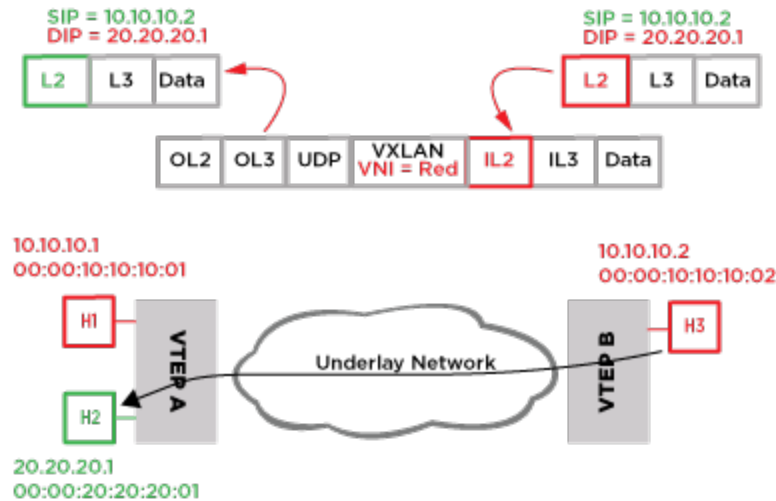 SIP = 10.10.10.2
DIP = 20.20.20.1
L2 L3 Data
SIP = 10.10.10.2
DIP = 20.20.20.1
L2 L3 Data
OL2 OL3 UDP VXLAN IL2 IL3 Data
VNI = Red
10.10.10.1
00:00:10:10:10:01
10.10.10.2
00:00:10:10:10:02
H1
VTEP A
Underlay Network
VTEP B
H3
H2
20.20.20.1
00:00:20:20:20:01